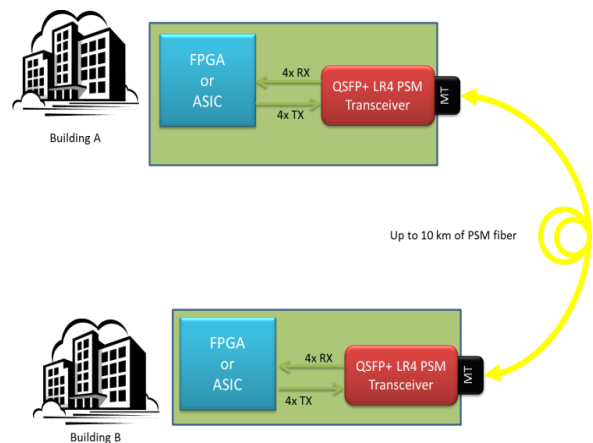 FPGA
or
ASIC
4x RX
4x TX
QSFP+ LR4 PSM
Transceiver
MT
Building A
Up to 10 km of PSM fiber
FPGA
or
ASIC
4x RX
4x TX
QSFP+ LR4 PSM
Transceiver
MT
Building B